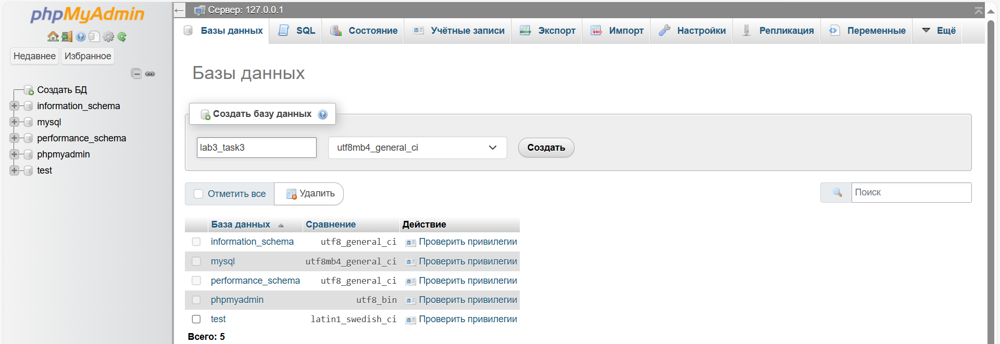 phpMyAdmin
Недавнее Избранное
Создать БД
information_schema
mysql
performance_schema
phpmyadmin
test
Сервер: 127.0.0.1
Базы данных SQL Состояние Учётные записи Экспорт Импорт Настройки Репликация Переменные Ещё
Базы данных
Создать базу данных
lab3_task3 utf8mb4_general_ci Создать
Отметить все Удалить Поиск
База данных Сравнение Действие
information_schema utf8_general_ci Проверить привилегии
mysql utf8mb4_general_ci Проверить привилегии
performance_schema utf8_general_ci Проверить привилегии
phpmyadmin utf8_bin Проверить привилегии
test latin1_swedish_ci Проверить привилегии
Всего: 5